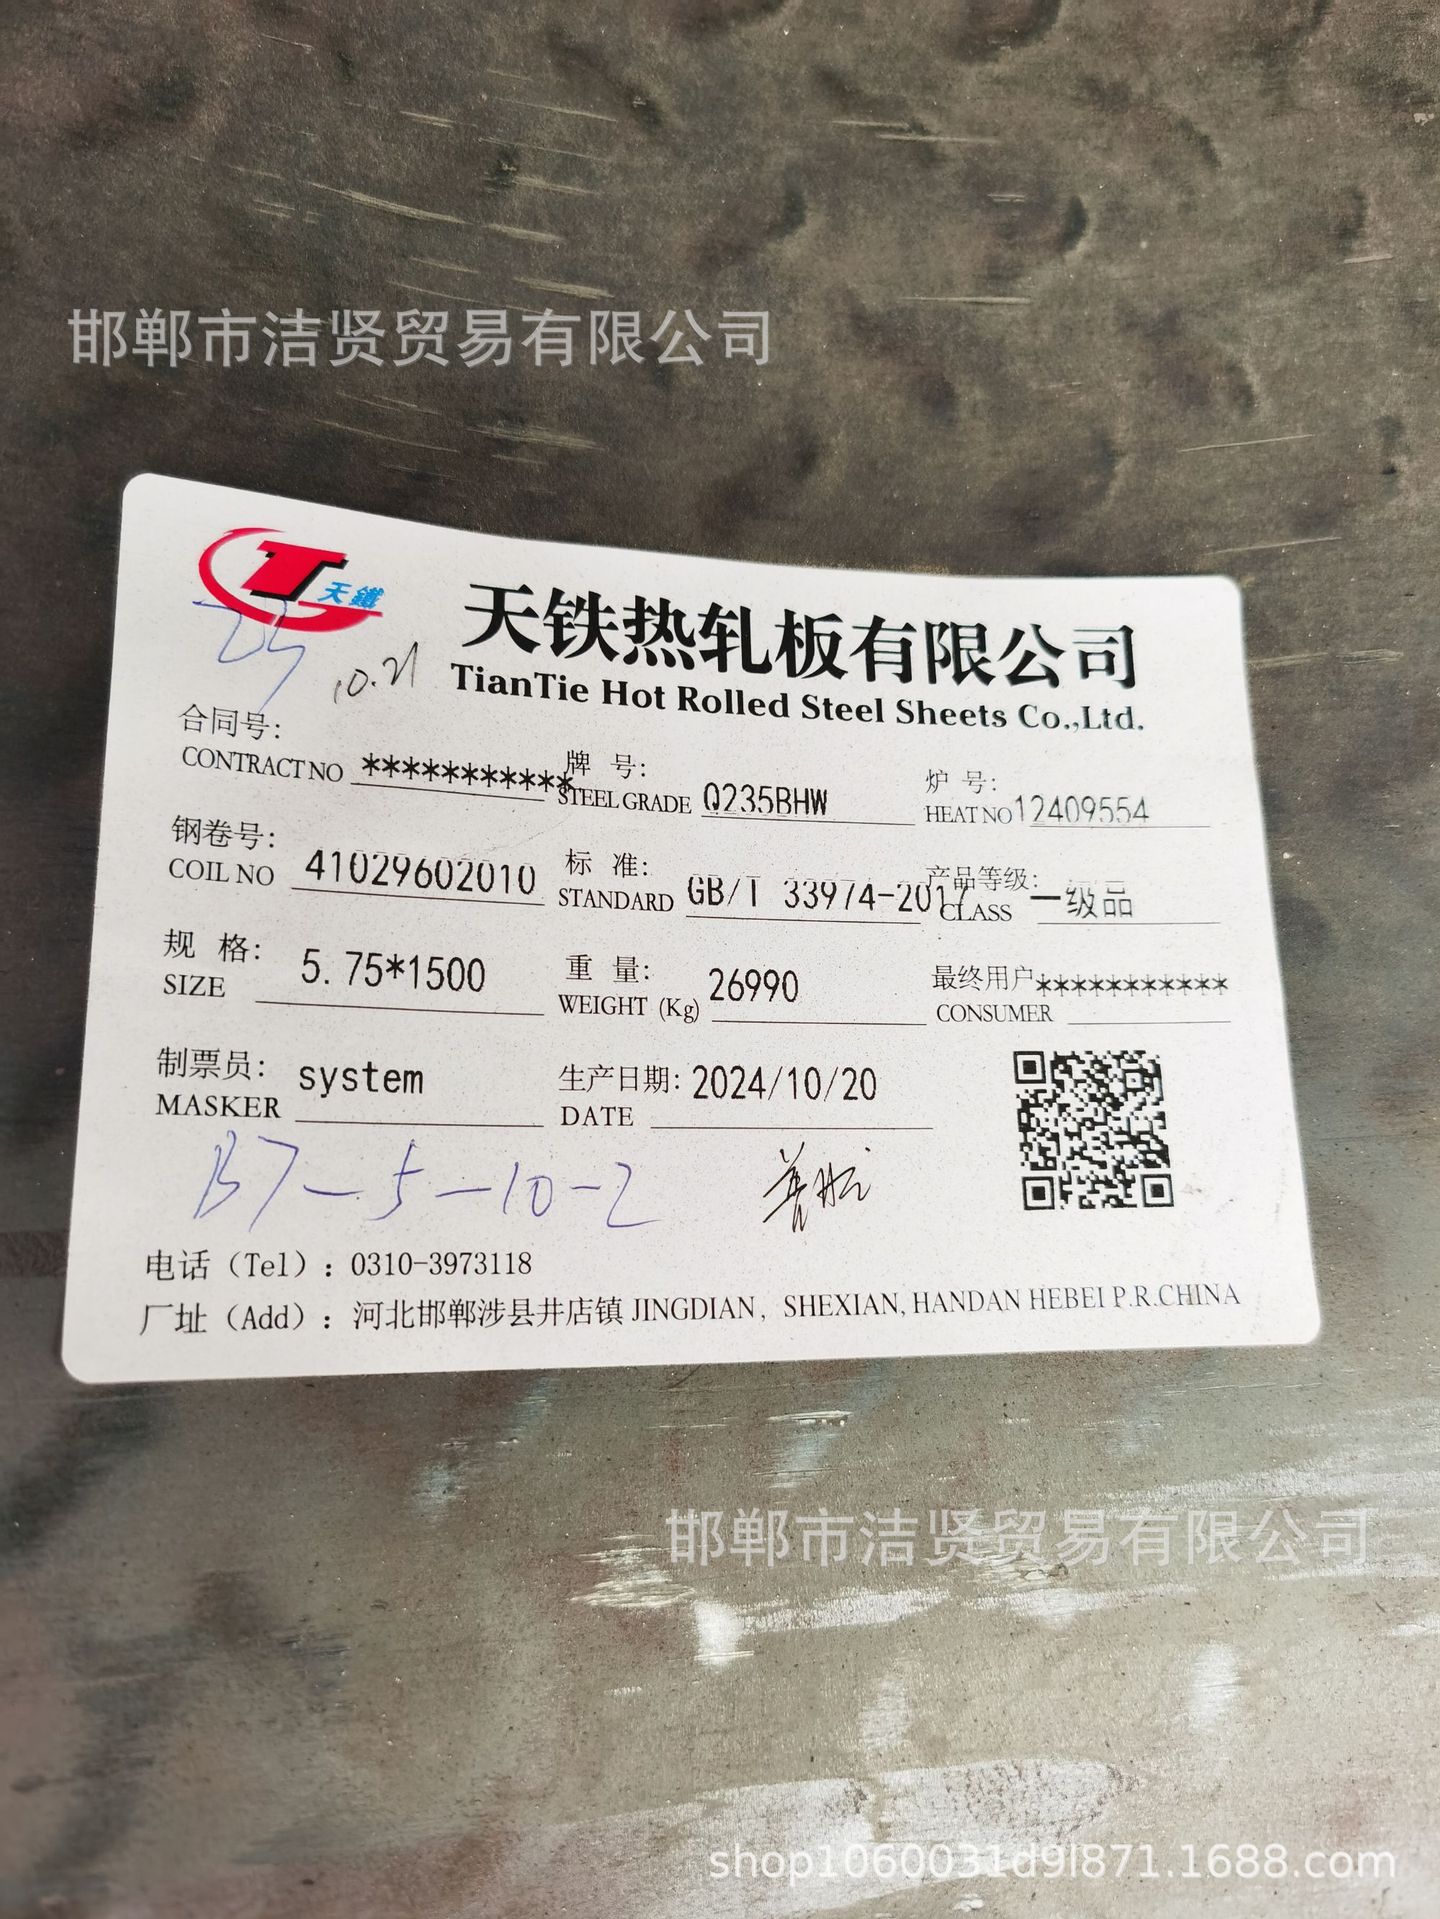 邯郸市洁贤贸易有限公司
天鐵
天铁热轧板有限公司
TianTie Hot Rolled Steel Sheets Co.,Ltd.
10.21
合同号: 牌 号: 炉 号:
CONTRACT NO *********** STEEL GRADE Q235BHW HEAT NO 12409554
钢卷号: 标 准: 产品等级:
COIL NO 41029602010 STANDARD GB/T 33974-2017 CLASS 一级品
规 格: 重 量: 最终用户 ***********
SIZE 5.75*1500 WEIGHT (Kg) 26990 CONSUMER
制票员: system 生产日期: 2024/10/20
MASKER DATE
B7-5-10-2
电话（Tel）: 0310-3973118
厂址（Add）: 河北邯郸涉县井店镇 JINGDIAN, SHEXIAN, HANDAN HEBEI P.R.CHINA
邯郸市洁贤贸易有限公司
shop1060031d9l871.1688.com